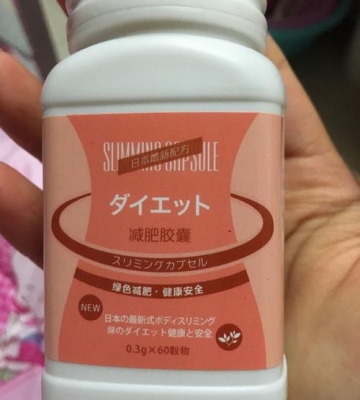 SLIMMING CAPSULE
日本最新配方
ダイエット
減肥胶囊
スリミングカプセル
绿色減肥・健康安全
NEW
日本の最新式ボディスリミング
緑のダイエット健康と安全
0.3g×60穀物